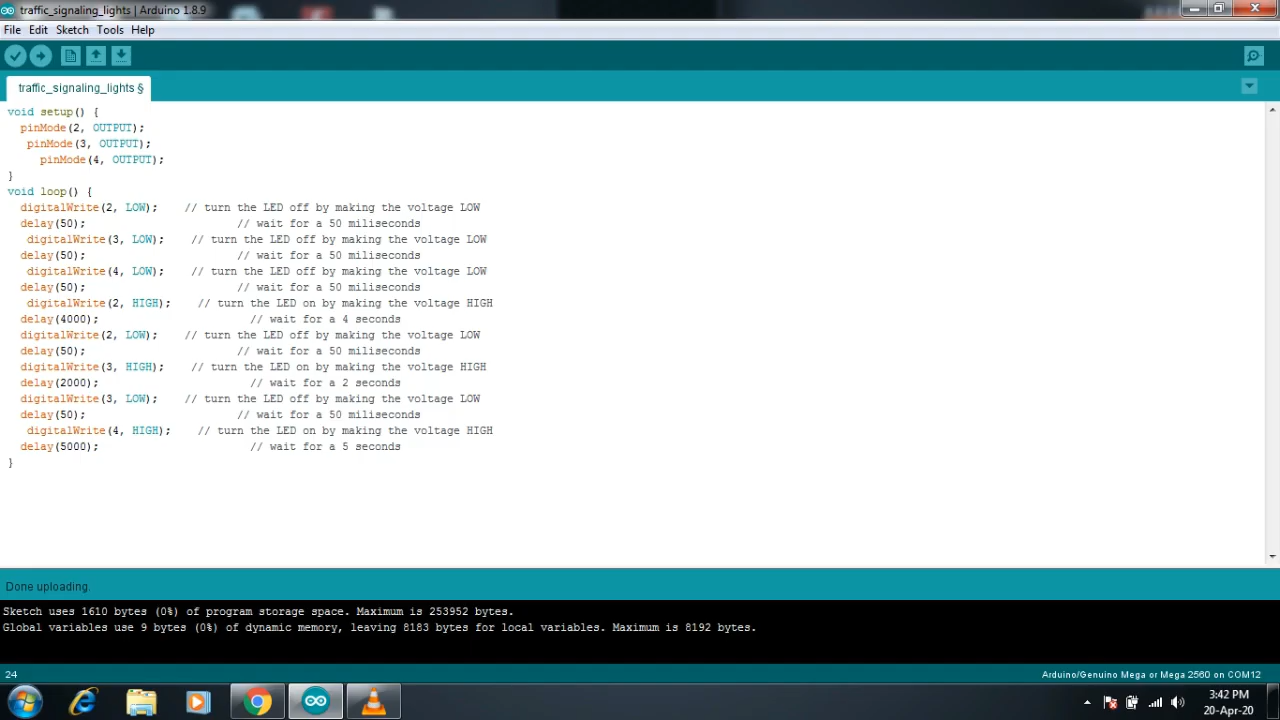 traffic_signaling_lights | Arduino 1.8.9
File Edit Sketch Tools Help
traffic_signaling_lights §
void setup() {
pinMode(2, OUTPUT);
pinMode(3, OUTPUT);
pinMode(4, OUTPUT);
}
void loop() {
digitalWrite(2, LOW); // turn the LED off by making the voltage LOW
delay(50); // wait for a 50 miliseconds
digitalWrite(3, LOW); // turn the LED off by making the voltage LOW
delay(50); // wait for a 50 miliseconds
digitalWrite(4, LOW); // turn the LED off by making the voltage LOW
delay(50); // wait for a 50 miliseconds
digitalWrite(2, HIGH); // turn the LED on by making the voltage HIGH
delay(4000); // wait for a 4 seconds
digitalWrite(2, LOW); // turn the LED off by making the voltage LOW
delay(50); // wait for a 50 miliseconds
digitalWrite(3, HIGH); // turn the LED on by making the voltage HIGH
delay(2000); // wait for a 2 seconds
digitalWrite(3, LOW); // turn the LED off by making the voltage LOW
delay(50); // wait for a 50 miliseconds
digitalWrite(4, HIGH); // turn the LED on by making the voltage HIGH
delay(5000); // wait for a 5 seconds
}
Done uploading.
Sketch uses 1610 bytes (0%) of program storage space. Maximum is 253952 bytes.
Global variables use 9 bytes (0%) of dynamic memory, leaving 8183 bytes for local variables. Maximum is 8192 bytes.
24 Arduino/Genuino Mega or Mega 2560 on COM12
3:42 PM
20-Apr-20